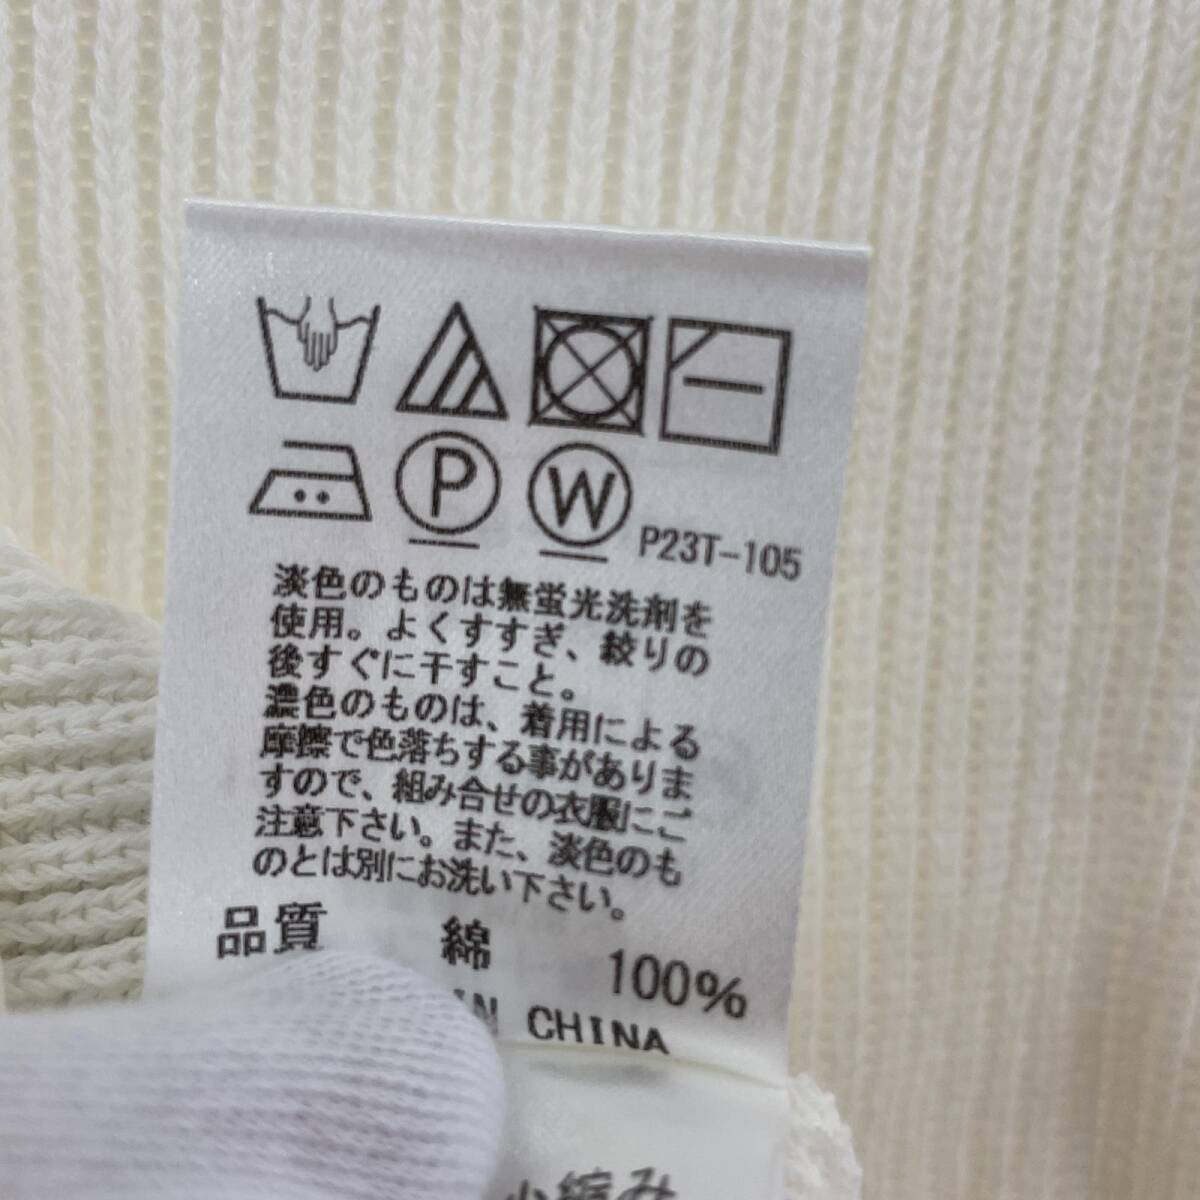 P W P23T-105
淡色のものは無蛍光洗剤を
使用。よくすすぎ、絞りの
後すぐに干すこと。
濃色のものは、着用による
摩擦で色落ちする事がありま
すので、組み合せの衣服にご
注意下さい。また、淡色のも
のとは別にお洗い下さい。
品質 綿 100%
IN CHINA
編み